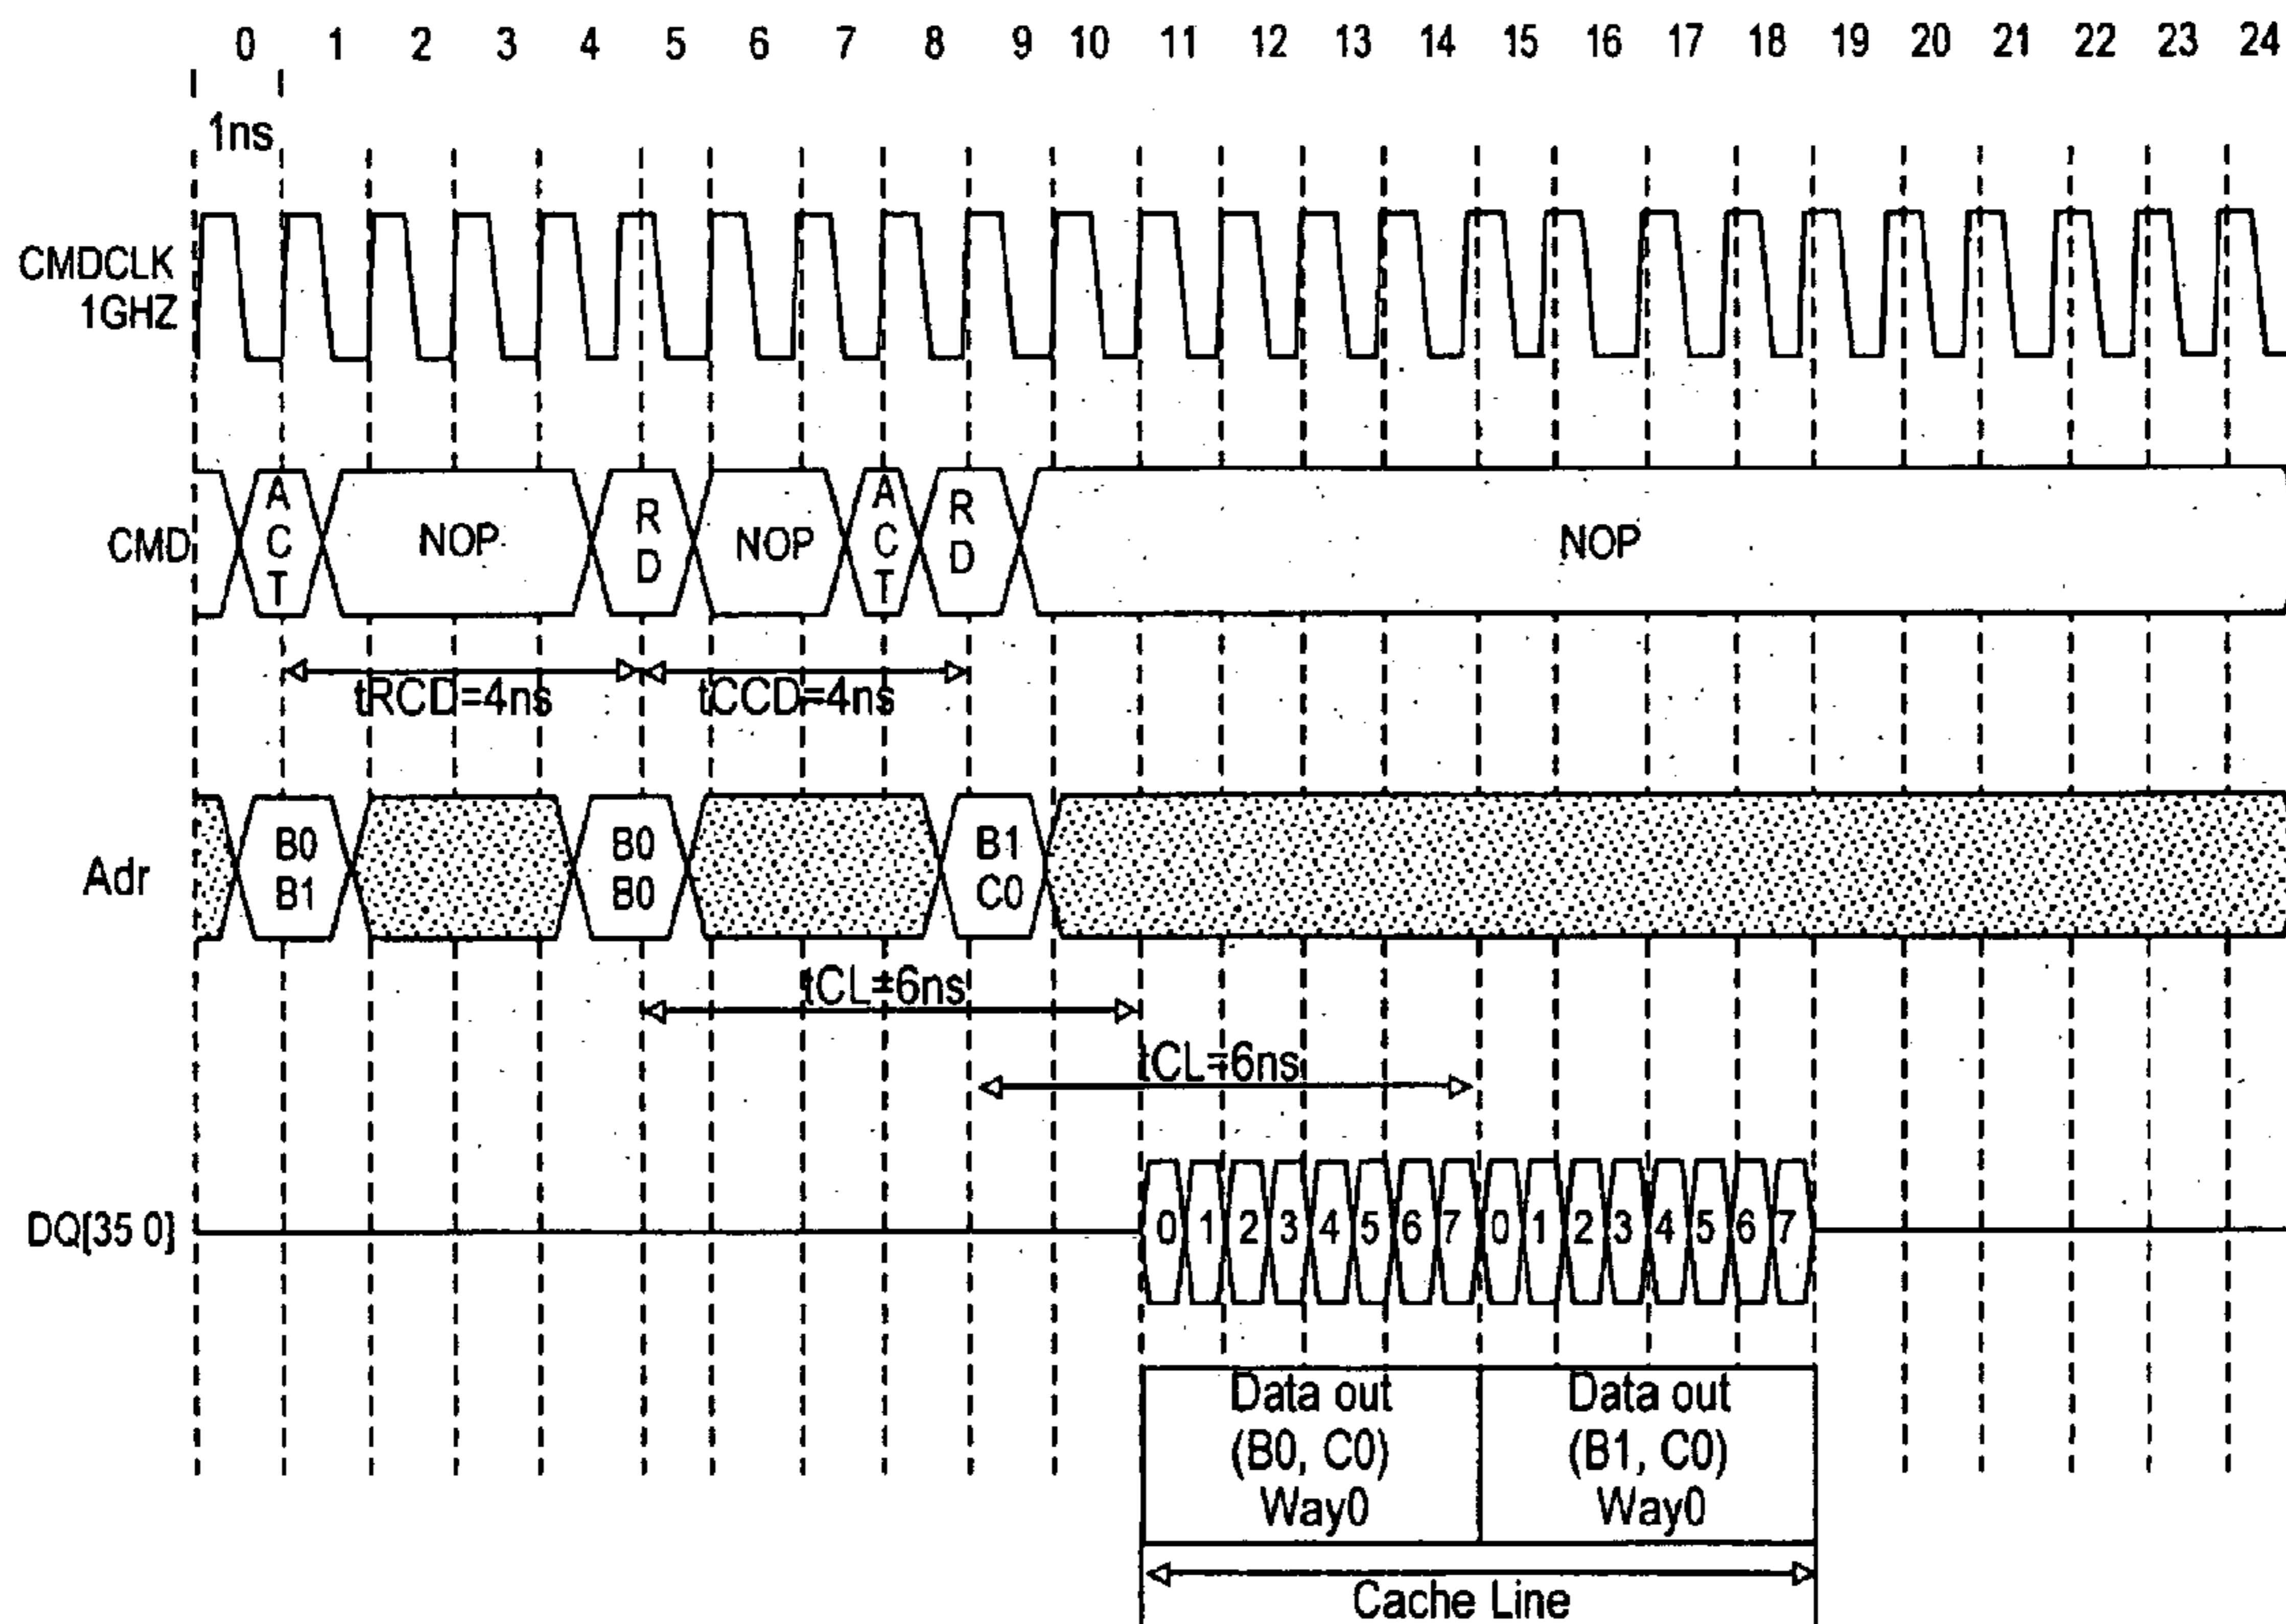 0 1 2 3 4 5 6 7 8 9 10 11 12 13 14 15 16 17 18 19 20 21 22 23 24
1ns
CMDCLK
1GHZ
CMD
A
C
T
NOP
R
D
NOP
A
C
T
R
D
NOP
tRCD=4ns
tCCD=4ns
Adr
B0
B1
B0
B0
B1
C0
tCL=6ns
tCL=6ns
DQ[35 0]
0 1 2 3 4 5 6 7 0 1 2 3 4 5 6 7
Data out
(B0, C0)
Way0
Data out
(B1, C0)
Way0
Cache Line